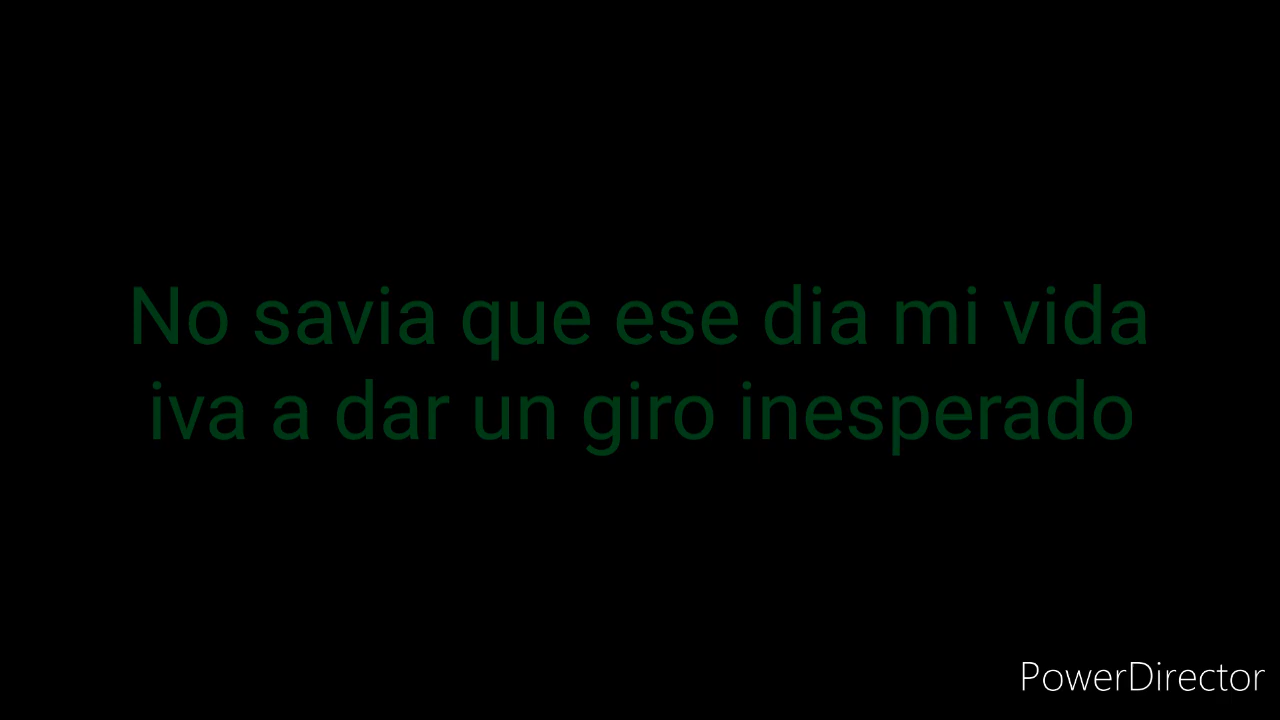 No savia que ese dia mi vida
iva a dar un giro inesperado
PowerDirector